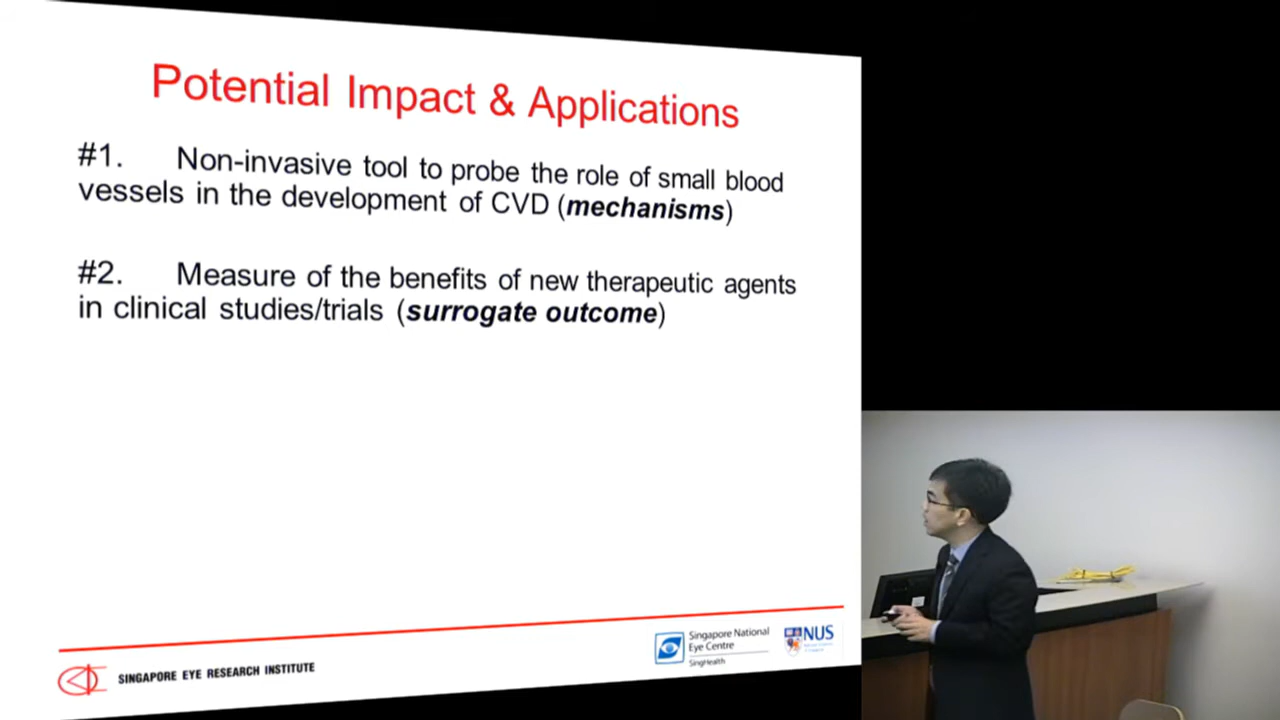 Potential Impact & Applications
#1. Non-invasive tool to probe the role of small blood
vessels in the development of CVD (mechanisms)
#2. Measure of the benefits of new therapeutic agents
in clinical studies/trials (surrogate outcome)
SINGAPORE EYE RESEARCH INSTITUTE
Singapore National
Eye Centre
SingHealth
NUS